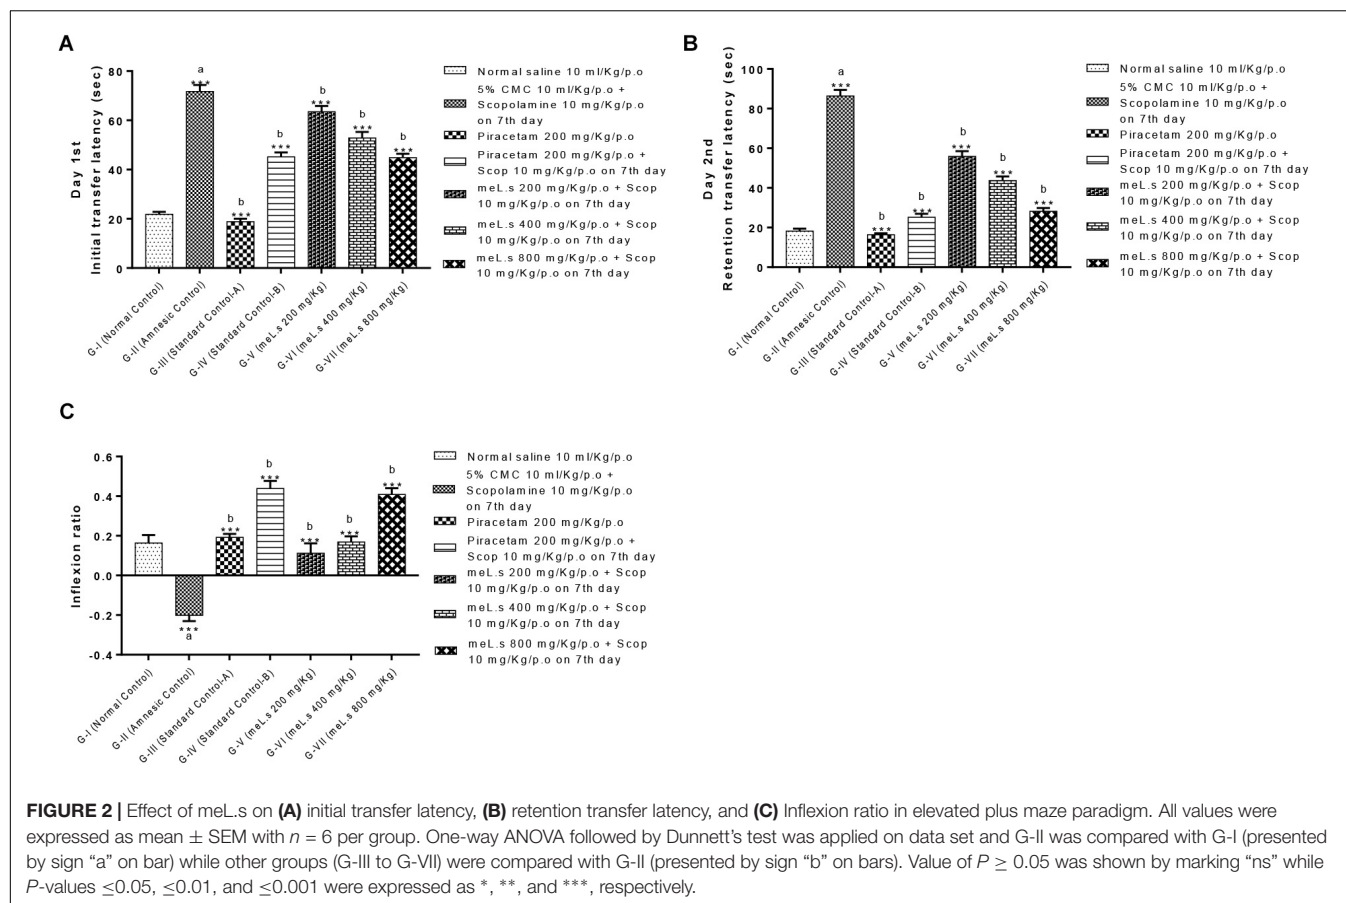 A
Day 1st
Initial transfer latency (sec)
80
60
40
20
0
a
***
b
***
b
***
b
***
b
***
b
***
G-I (Normal Control)
G-II (Amnesic Control)
G-III (Standard Control-A)
G-IV (Standard Control-B)
G-V (meL.s 200 mg/Kg)
G-VI (meL.s 400 mg/Kg)
G-VII (meL.s 800 mg/Kg)
Normal saline 10 ml/Kg/p.o
5% CMC 10 ml/Kg/p.o +
Scopolamine 10 mg/Kg/p.o
on 7th day
Piracetam 200 mg/Kg/p.o
Piracetam 200 mg/Kg/p.o +
Scop 10 mg/Kg/p.o on 7th day
meL.s 200 mg/Kg/p.o + Scop
10 mg/Kg/p.o on 7th day
meL.s 400 mg/Kg/p.o + Scop
10 mg/Kg/p.o on 7th day
meL.s 800 mg/Kg/p.o + Scop
10 mg/Kg/p.o on 7th day
B
Day 2nd
Retention transfer latency (sec)
100
80
60
40
20
0
a
***
b
***
b
***
b
***
b
***
b
***
G-I (Normal Control)
G-II (Amnesic Control)
G-III (Standard Control-A)
G-IV (Standard Control-B)
G-V (meL.s 200 mg/Kg)
G-VI (meL.s 400 mg/Kg)
G-VII (meL.s 800 mg/Kg)
Normal saline 10 ml/Kg/p.o
5% CMC 10 ml/Kg/p.o +
Scopolamine 10 mg/Kg/p.o
on 7th day
Piracetam 200 mg/Kg/p.o
Piracetam 200 mg/Kg/p.o +
Scop 10 mg/Kg/p.o on 7th day
meL.s 200 mg/Kg/p.o + Scop
10 mg/Kg/p.o on 7th day
meL.s 400 mg/Kg/p.o + Scop
10 mg/Kg/p.o on 7th day
meL.s 800 mg/Kg/p.o + Scop
10 mg/Kg/p.o on 7th day
C
Inflexion ratio
0.6
0.4
0.2
0.0
-0.2
-0.4
***
a
b
***
b
***
b
***
b
***
b
***
G-I (Normal Control)
G-II (Amnesic Control)
G-III (Standard Control-A)
G-IV (Standard Control-B)
G-V (meL.s 200 mg/Kg)
G-VI (meL.s 400 mg/Kg)
G-VII (meL.s 800 mg/Kg)
Normal saline 10 ml/Kg/p.o
5% CMC 10 ml/Kg/p.o +
Scopolamine 10 mg/Kg/p.o
on 7th day
Piracetam 200 mg/Kg/p.o
Piracetam 200 mg/Kg/p.o +
Scop 10 mg/Kg/p.o on 7th day
meL.s 200 mg/Kg/p.o + Scop
10 mg/Kg/p.o on 7th day
meL.s 400 mg/Kg/p.o + Scop
10 mg/Kg/p.o on 7th day
meL.s 800 mg/Kg/p.o + Scop
10 mg/Kg/p.o on 7th day
FIGURE 2 | Effect of meL.s on (A) initial transfer latency, (B) retention transfer latency, and (C) Inflexion ratio in elevated plus maze paradigm. All values were
expressed as mean ± SEM with n = 6 per group. One-way ANOVA followed by Dunnett's test was applied on data set and G-II was compared with G-I (presented
by sign "a" on bar) while other groups (G-III to G-VII) were compared with G-II (presented by sign "b" on bars). Value of P ≥ 0.05 was shown by marking "ns" while
P-values ≤0.05, ≤0.01, and ≤0.001 were expressed as *, **, and ***, respectively.